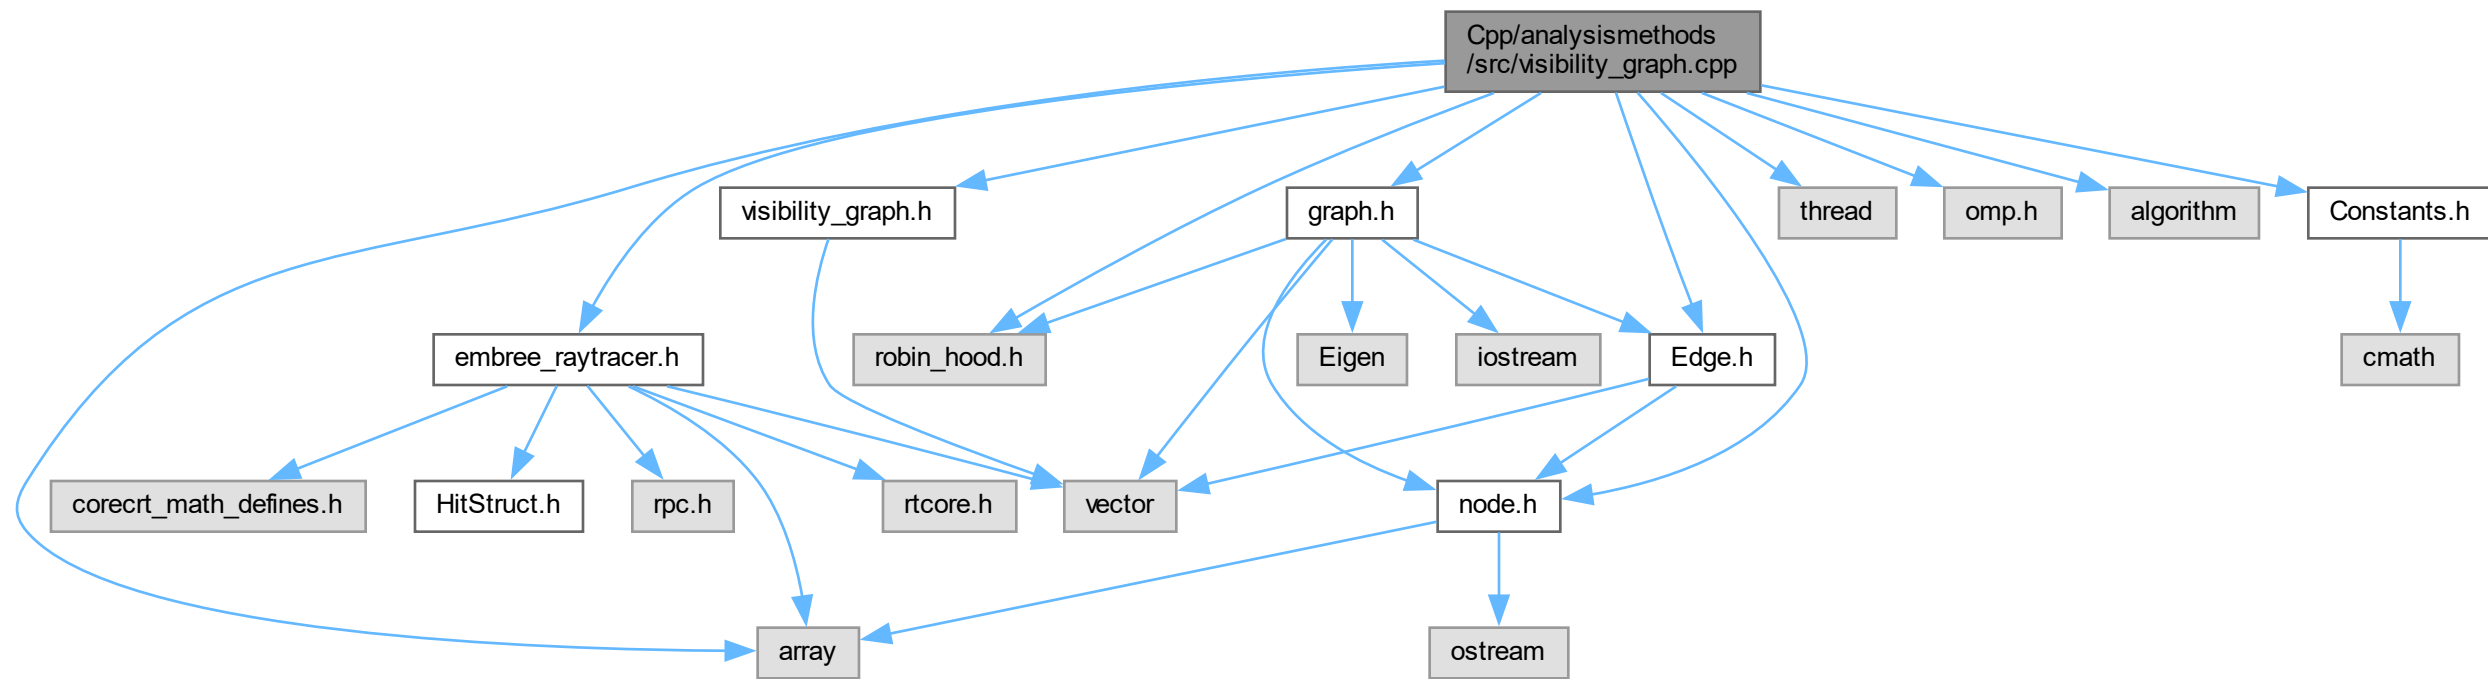 Cpp/analysismethods
/src/visibility_graph.cpp
visibility_graph.h
graph.h
thread
omp.h
algorithm
Constants.h
embree_raytracer.h
robin_hood.h
Eigen
iostream
Edge.h
cmath
corecrt_math_defines.h
HitStruct.h
rpc.h
rtcore.h
vector
node.h
array
ostream